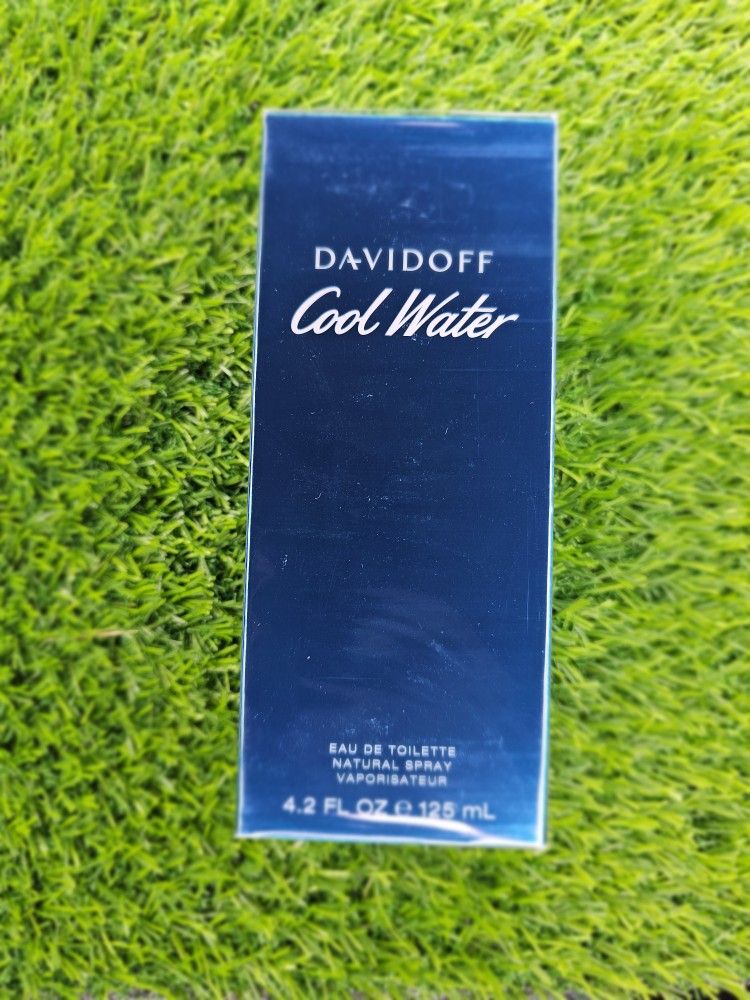 DAVIDOFF
Cool Water
EAU DE TOILETTE
NATURAL SPRAY
VAPORISATEUR
4.2 FL OZ ℮ 125 mL